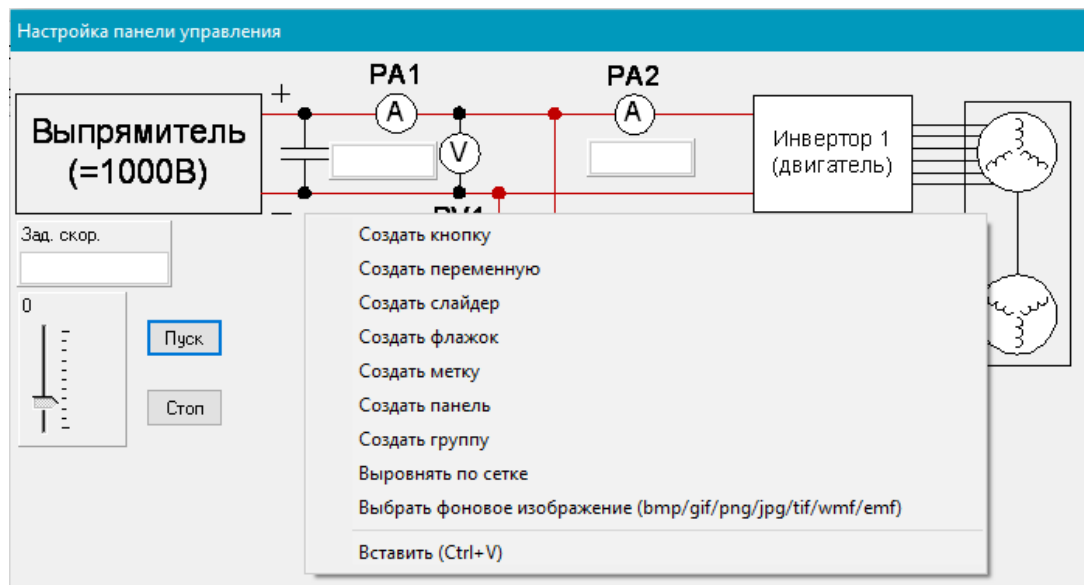 Настройка панели управления
PA1
PA2
+
A
A
Выпрямитель
(=1000В)
V
Инвертор 1
(двигатель)
−
PV1
Зад. скор.
0
Пуск
Стоп
Создать кнопку
Создать переменную
Создать слайдер
Создать флажок
Создать метку
Создать панель
Создать группу
Выровнять по сетке
Выбрать фоновое изображение (bmp/gif/png/jpg/tif/wmf/emf)
Вставить (Ctrl+V)